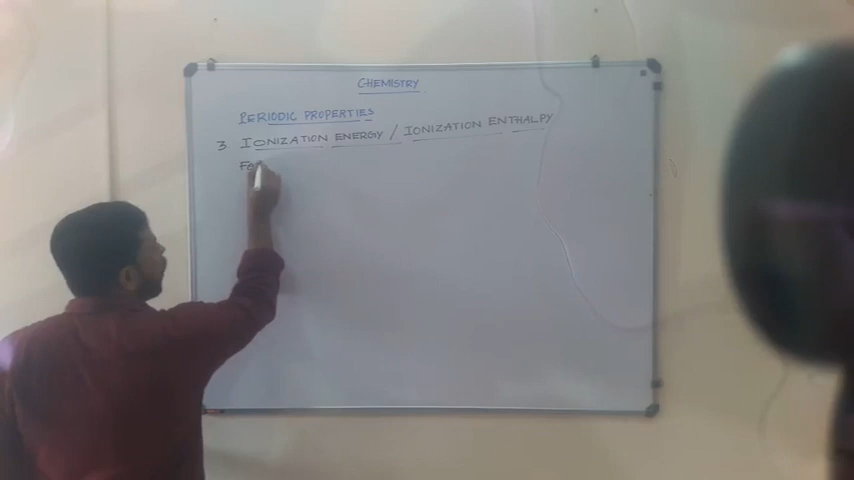 CHEMISTRY
PERIODIC PROPERTIES
3 IONIZATION ENERGY / IONIZATION ENTHALPY